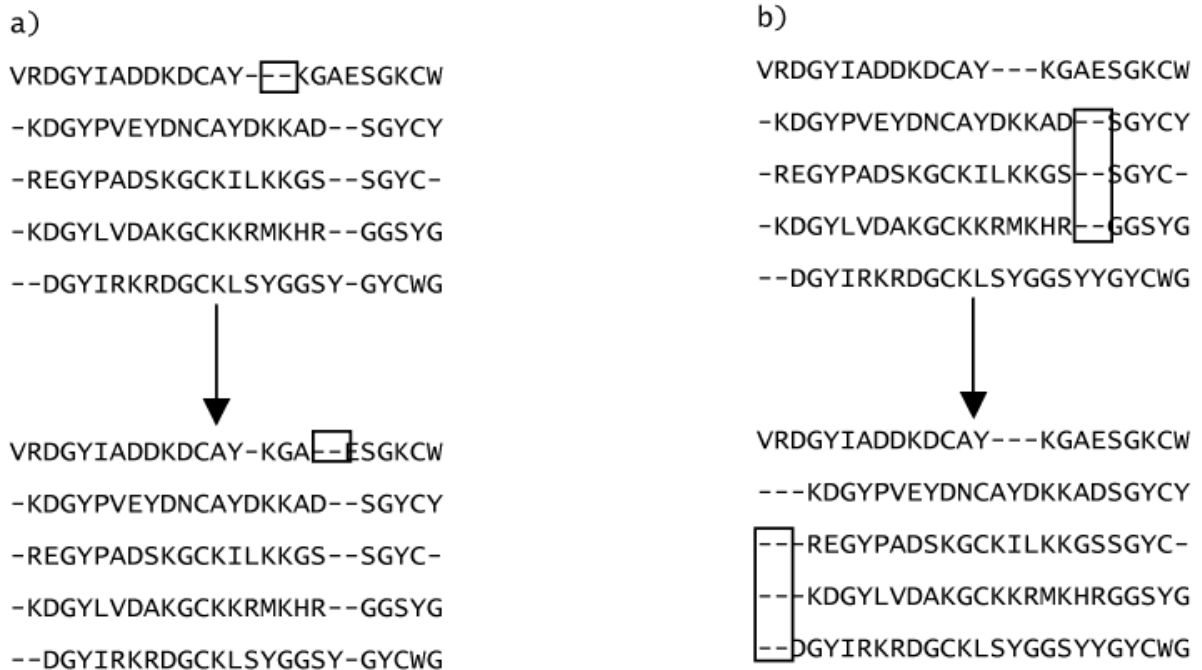 a)
VRDGYIADDKDCAY---KGAESGKCW
-KDGYPVEYDNCAYDKKAD--SGYCY
-REGYPADSKGCKILKKGS--SGYC-
-KDGYLVDAKGCKKRMKHR--GGSYG
--DGYIRKRDGCKLSYGGSY-GYCWG
VRDGYIADDKDCAY-KGA--ESGKCW
-KDGYPVEYDNCAYDKKAD--SGYCY
-REGYPADSKGCKILKKGS--SGYC-
-KDGYLVDAKGCKKRMKHR--GGSYG
--DGYIRKRDGCKLSYGGSY-GYCWG
b)
VRDGYIADDKDCAY---KGAESGKCW
-KDGYPVEYDNCAYDKKAD--SGYCY
-REGYPADSKGCKILKKGS--SGYC-
-KDGYLVDAKGCKKRMKHR--GGSYG
--DGYIRKRDGCKLSYGGSYYGYCWG
VRDGYIADDKDCAY---KGAESGKCW
---KDGYPVEYDNCAYDKKADSGYCY
---REGYPADSKGCKILKKGSSGYC-
---KDGYLVDAKGCKKRMKHRGGSYG
--DGYIRKRDGCKLSYGGSYYGYCWG